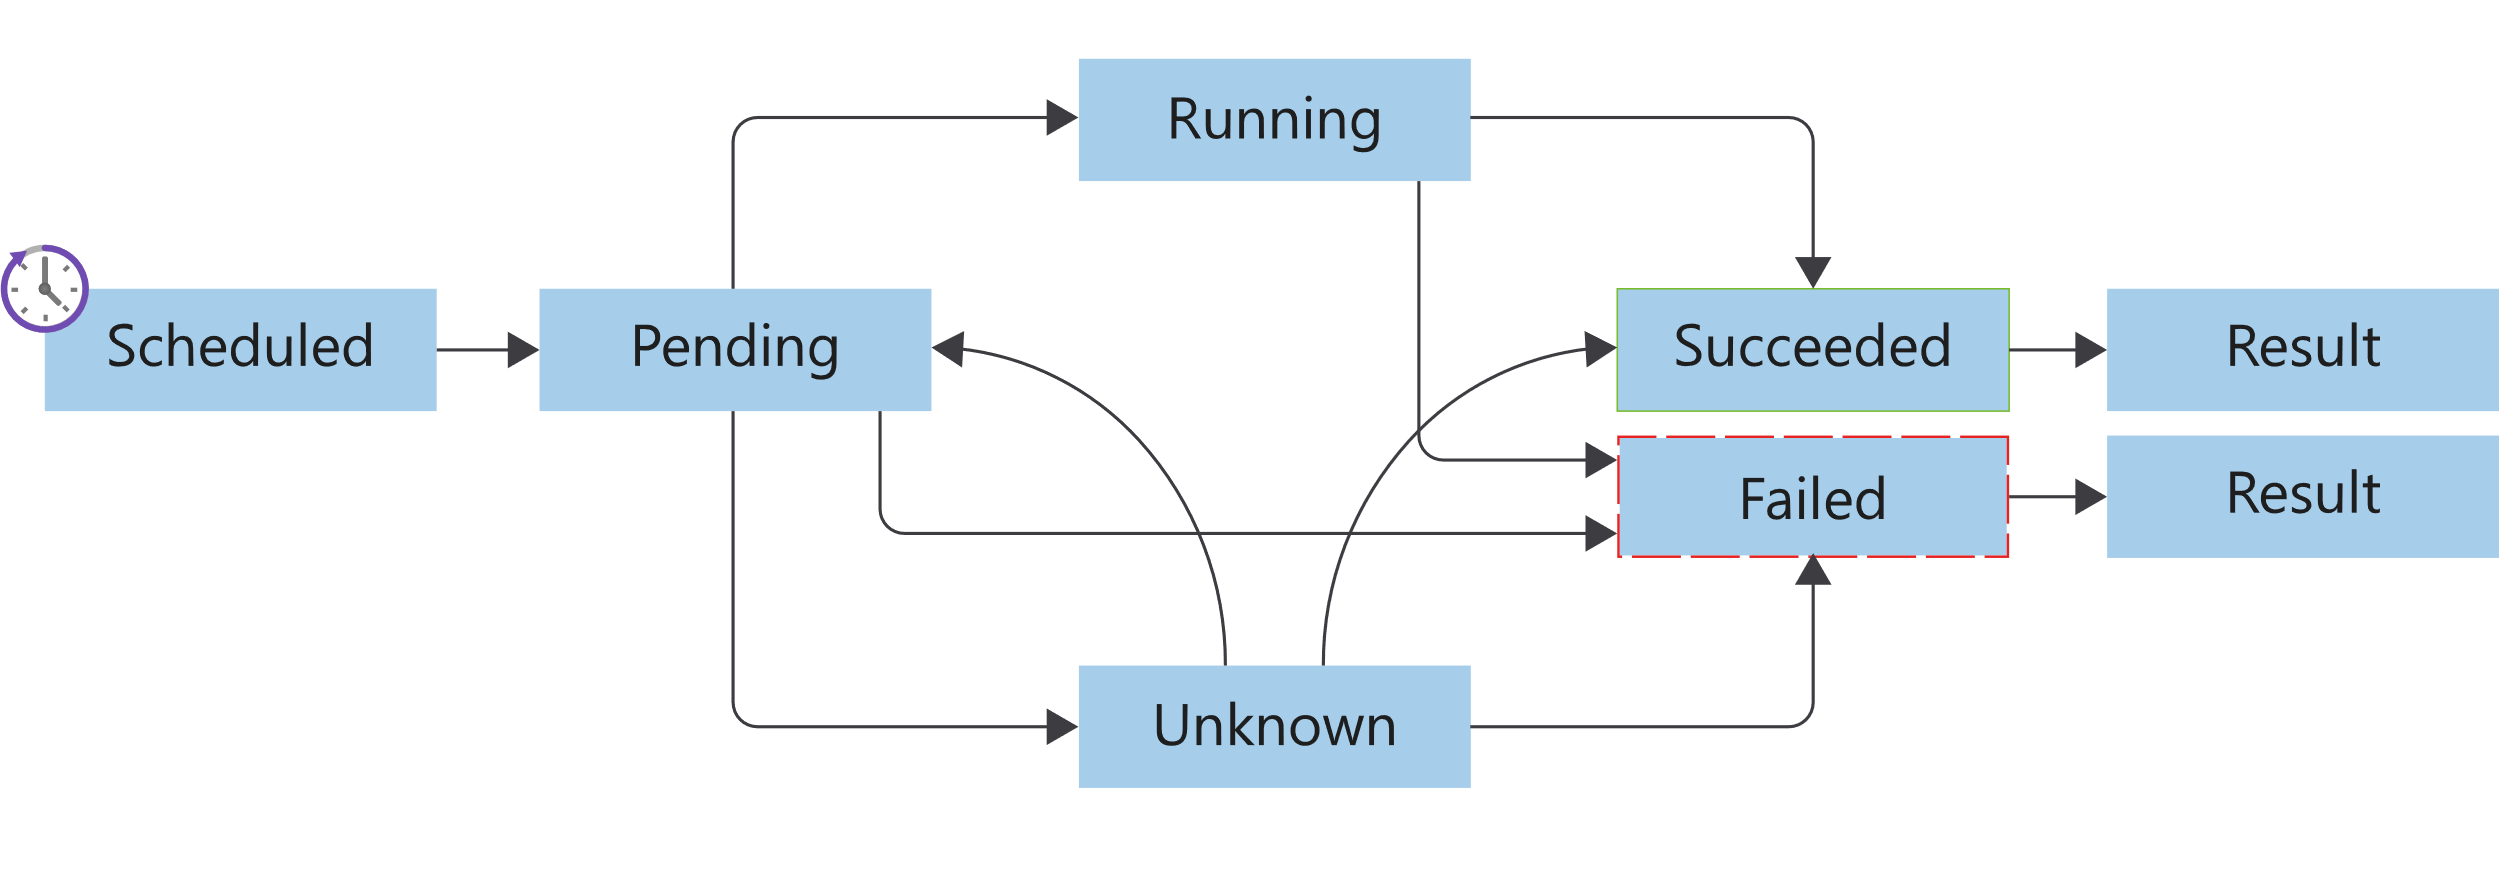 Running
Scheduled
Pending
Succeeded
Result
Failed
Result
Unknown